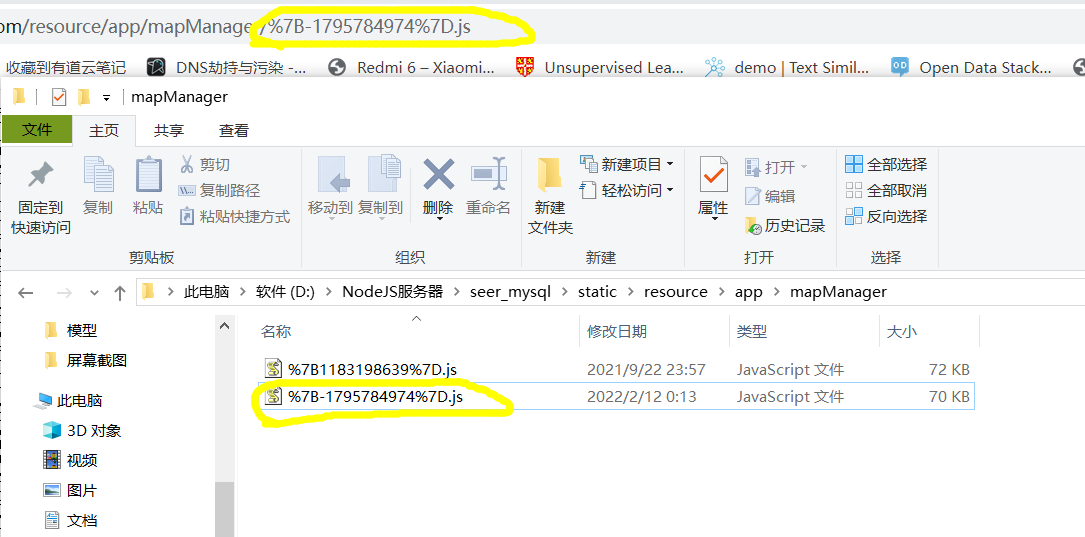 om/resource/app/mapManager/%7B-1795784974%7D.js
收藏到有道云笔记 DNS劫持与污染 -... Redmi 6 – Xiaomi... Unsupervised Lea... demo | Text Simil... Open Data Stack...
mapManager
文件 主页 共享 查看
固定到
快速访问
复制
粘贴
剪切
复制路径
粘贴快捷方式
移动到 复制到 删除 重命名
新建
文件夹
新建项目
轻松访问
属性
打开
编辑
历史记录
全部选择
全部取消
反向选择
剪贴板 组织 新建 打开 选择
此电脑 软件 (D:) NodeJS服务器 seer_mysql static resource app mapManager
模型
屏幕截图
此电脑
3D 对象
视频
图片
文档
名称 修改日期 类型 大小
%7B1183198639%7D.js 2021/9/22 23:57 JavaScript 文件 72 KB
%7B-1795784974%7D.js 2022/2/12 0:13 JavaScript 文件 70 KB